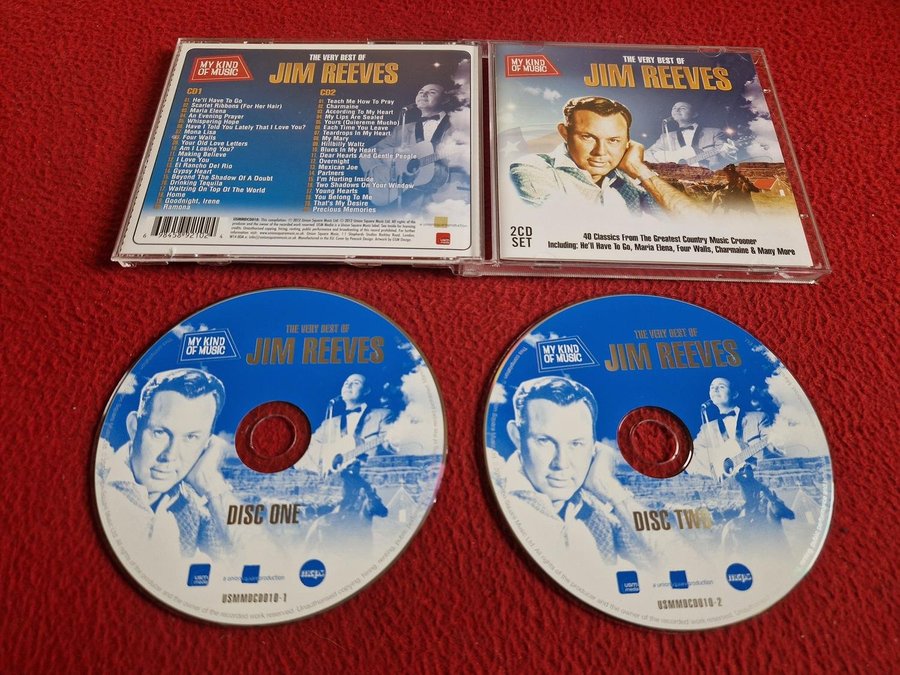 MY KIND
OF MUSIC
THE VERY BEST OF
JIM REEVES
CD1
01. He'll Have To Go
02. Scarlet Ribbons (For Her Hair)
03. Maria Elena
04. An Evening Prayer
05. Whispering Hope
06. Have I Told You Lately That I Love You?
07. Mona Lisa
08. Four Walls
09. Your Old Love Letters
10. Am I Losing You?
11. Making Believe
12. I Love You
13. El Rancho Del Rio
14. Gypsy Heart
15. Beyond The Shadow Of A Doubt
16. Drinking Tequila
17. Waltzing On Top Of The World
18. Home
19. Goodnight, Irene
20. Ramona
CD2
01. Teach Me How To Pray
02. Charmaine
03. According To My Heart
04. My Lips Are Sealed
05. Yours (Quiereme Mucho)
06. Each Time You Leave
07. Teardrops In My Heart
08. My Mary
09. Hillbilly Waltz
10. Blues In My Heart
11. Dear Hearts And Gentle People
12. Overnight
13. Mexican Joe
14. Partners
15. I'm Hurting Inside
16. Two Shadows On Your Window
17. Young Hearts
18. You Belong To Me
19. That's My Desire
20. Precious Memories
MY KIND
OF MUSIC
THE VERY BEST OF
JIM REEVES
2CD
SET
40 Classics From The Greatest Country Music Crooner
Including: He'll Have To Go, Maria Elena, Four Walls, Charmaine & Many More
MY KIND
OF MUSIC
THE VERY BEST OF
JIM REEVES
DISC ONE
usm
media
a union square production
mcps
USMMDCD010-1
MY KIND
OF MUSIC
THE VERY BEST OF
JIM REEVES
DISC TWO
usm
media
a union square production
mcps
USMMDCD010-2